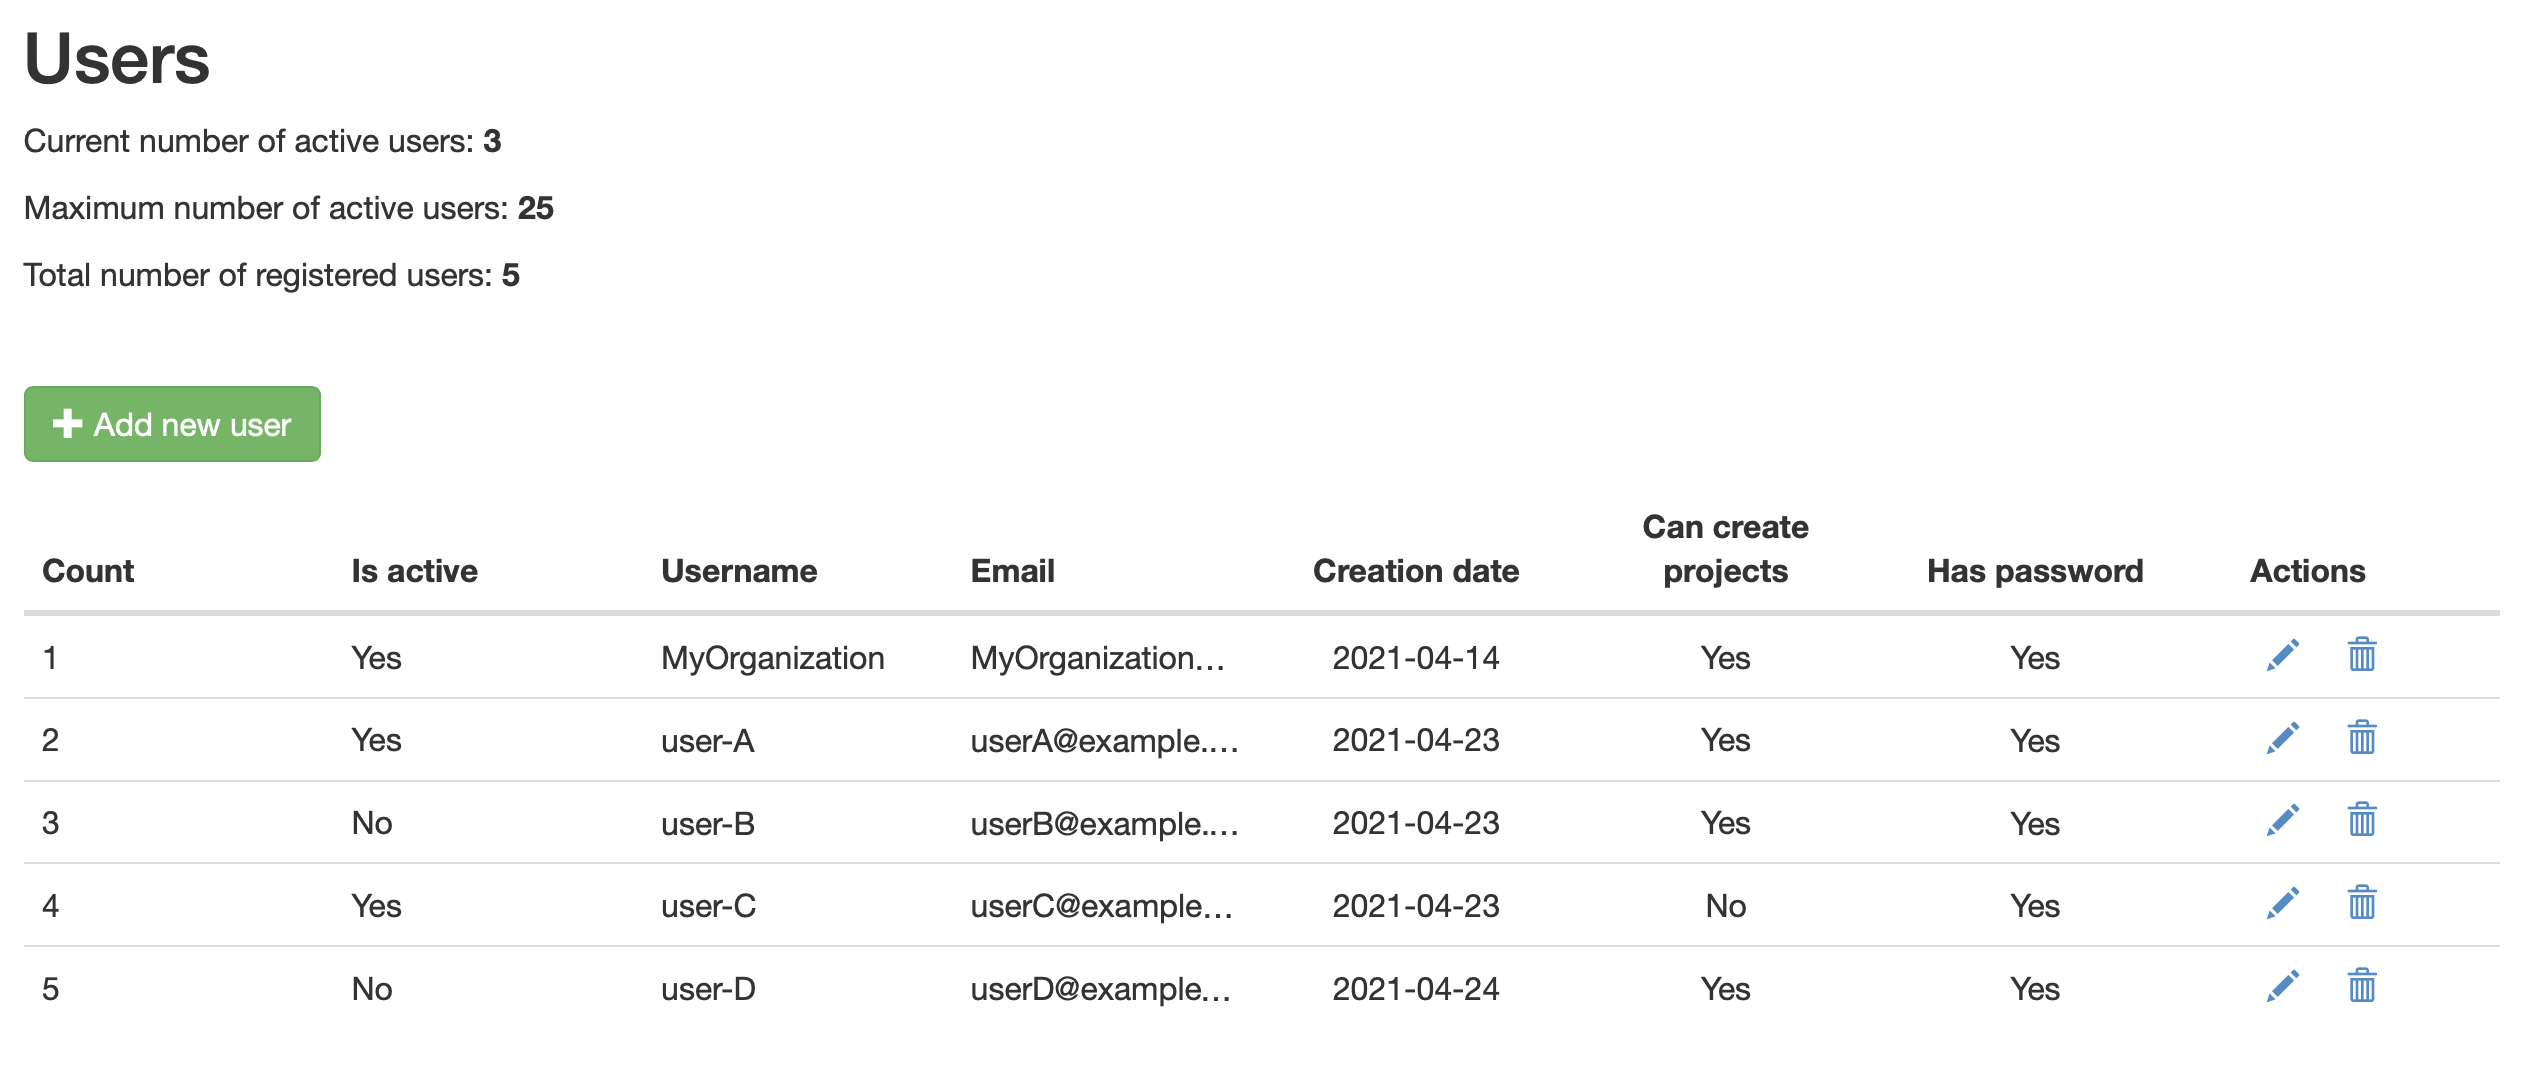 Users
Current number of active users: 3
Maximum number of active users: 25
Total number of registered users: 5
Add new user
Count Is active Username Email Creation date Can create projects Has password Actions
1 Yes MyOrganization MyOrganization... 2021-04-14 Yes Yes
2 Yes user-A userA@example.... 2021-04-23 Yes Yes
3 No user-B userB@example.... 2021-04-23 Yes Yes
4 Yes user-C userC@example... 2021-04-23 No Yes
5 No user-D userD@example... 2021-04-24 Yes Yes